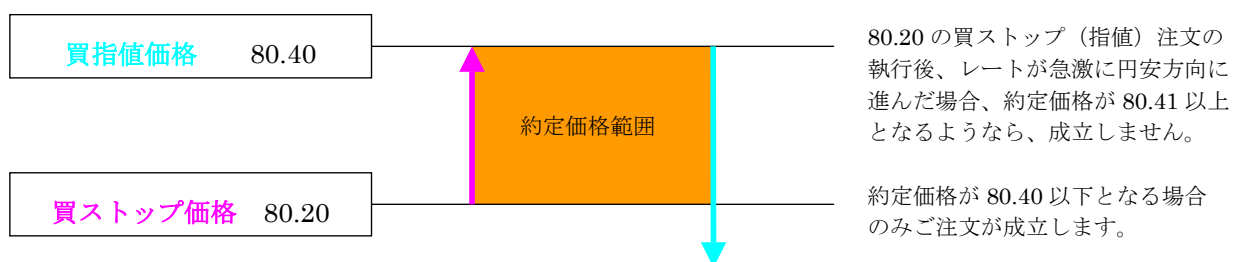 買指値価格 80.40
約定価格範囲
買ストップ価格 80.20
80.20 の買ストップ（指値）注文の
執行後、レートが急激に円安方向に
進んだ場合、約定価格が 80.41 以上
となるようなら、成立しません。
約定価格が 80.40 以下となる場合
のみご注文が成立します。